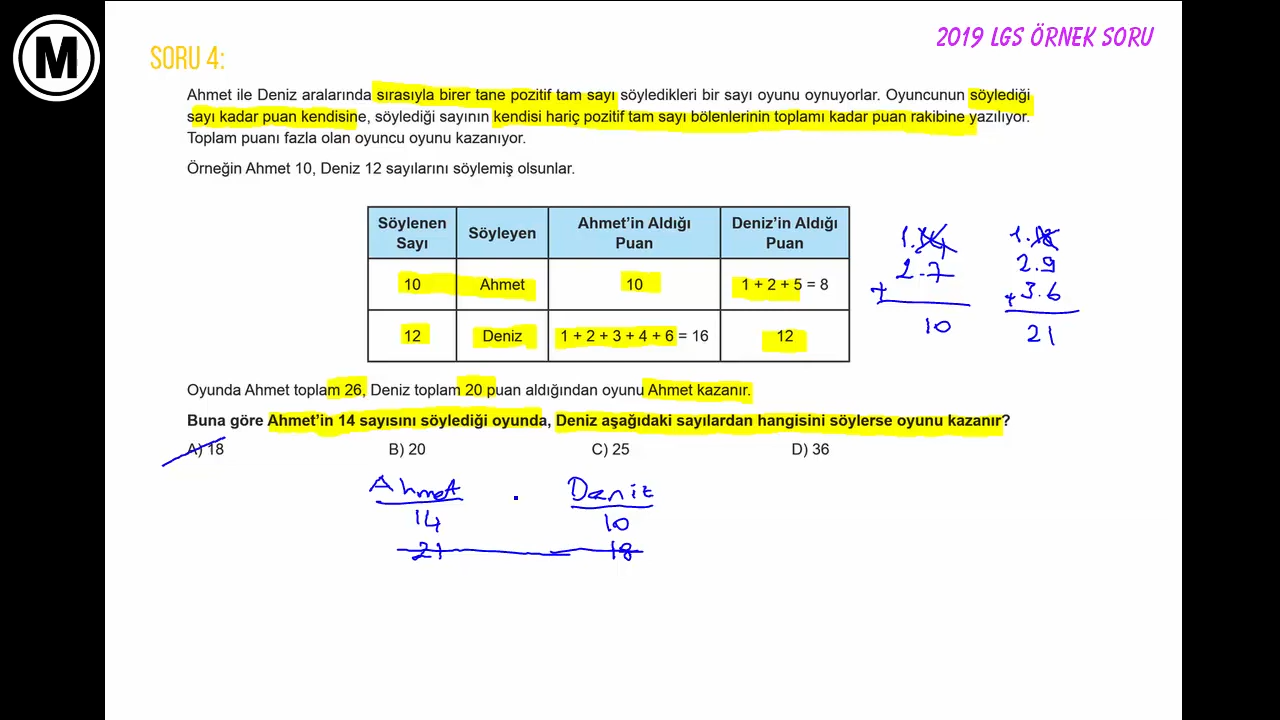 M
2019 LGS ÖRNEK SORU
SORU 4:
Ahmet ile Deniz aralarında sırasıyla birer tane pozitif tam sayı söyledikleri bir sayı oyunu oynuyorlar. Oyuncunun söylediği
sayı kadar puan kendisine, söylediği sayının kendisi hariç pozitif tam sayı bölenlerinin toplamı kadar puan rakibine yazılıyor.
Toplam puanı fazla olan oyuncu oyunu kazanıyor.
Örneğin Ahmet 10, Deniz 12 sayılarını söylemiş olsunlar.
Söylenen Sayı Söyleyen Ahmet'in Aldığı Puan Deniz'in Aldığı Puan
10 Ahmet 10 1 + 2 + 5 = 8
12 Deniz 1 + 2 + 3 + 4 + 6 = 16 12
1.14 1.18
2.7 2.9
+ + 3.6
10 21
Oyunda Ahmet toplam 26, Deniz toplam 20 puan aldığından oyunu Ahmet kazanır.
Buna göre Ahmet'in 14 sayısını söylediği oyunda, Deniz aşağıdaki sayılardan hangisini söylerse oyunu kazanır?
A) 18 B) 20 C) 25 D) 36
Ahmet Deniz
14 10
21 18